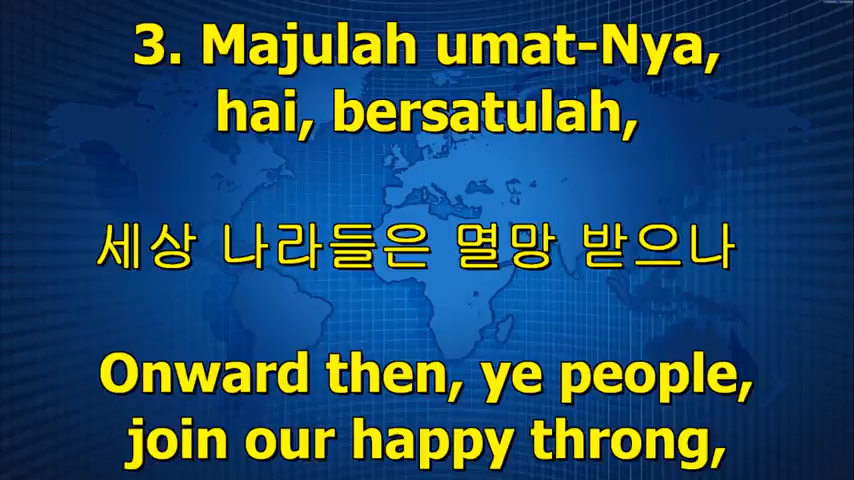 3. Majulah umat-Nya,
hai, bersatulah,
세상 나라들은 멸망 받으나
Onward then, ye people,
join our happy throng,